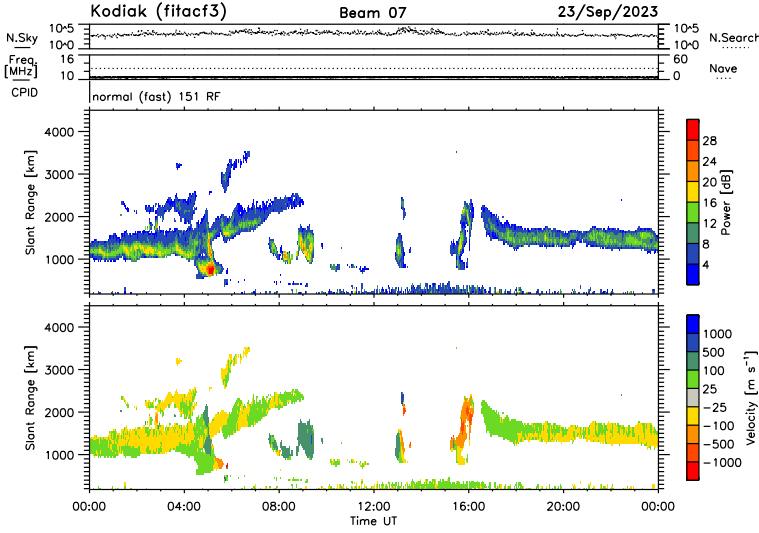 Kodiak (fitacf3) Beam 07 23/Sep/2023
N.Sky 10^5 10^0 10^5 10^0 N.Search
Freq. [MHz] 16 10 60 0 Nave
CPID normal (fast) 151 RF
Slant Range [km] 4000 3000 2000 1000
Power [dB] 28 24 20 16 12 8 4
Slant Range [km] 4000 3000 2000 1000
Velocity [m s⁻¹] 1000 500 100 25 −25 −100 −500 −1000
00:00 04:00 08:00 12:00 16:00 20:00 00:00
Time UT